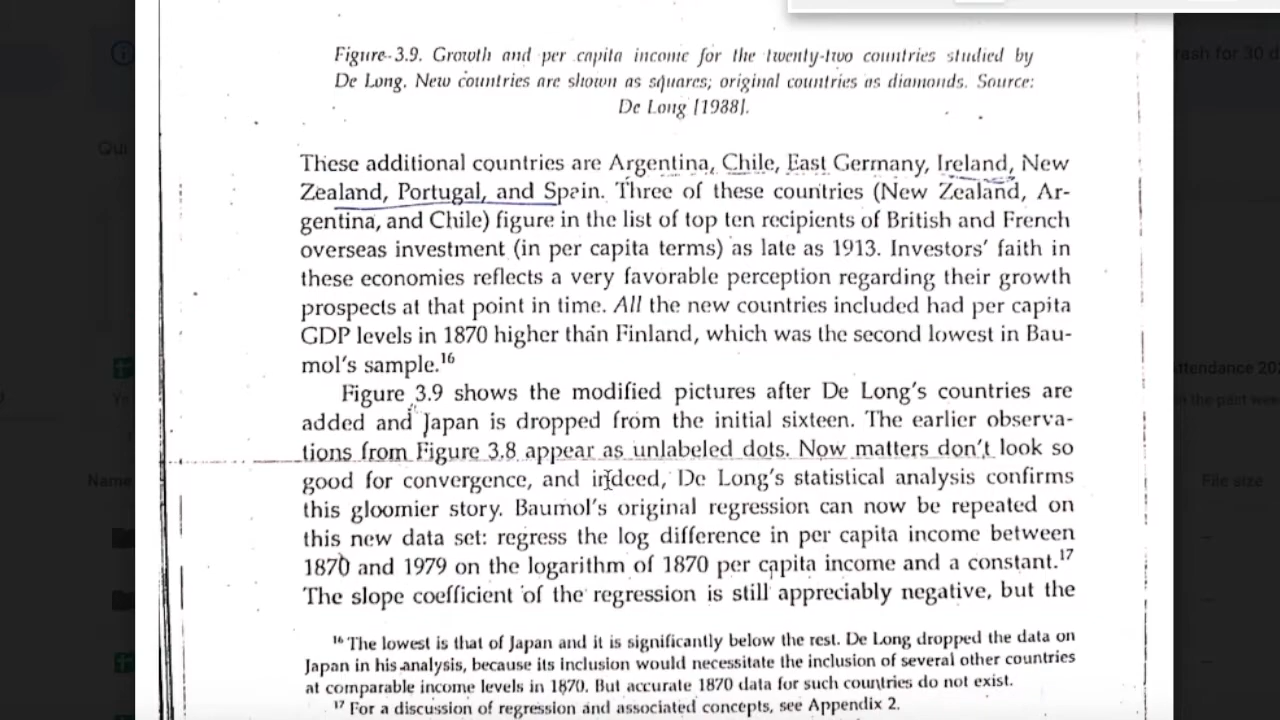 rash for 30 d
Figure 3.9. Growth and per capita income for the twenty-two countries studied by
De Long. New countries are shown as squares; original countries as diamonds. Source:
De Long [1988].
Qui
These additional countries are Argentina, Chile, East Germany, Ireland, New
Zealand, Portugal, and Spain. Three of these countries (New Zealand, Ar-
gentina, and Chile) figure in the list of top ten recipients of British and French
overseas investment (in per capita terms) as late as 1913. Investors' faith in
these economies reflects a very favorable perception regarding their growth
prospects at that point in time. All the new countries included had per capita
GDP levels in 1870 higher than Finland, which was the second lowest in Bau-
mol's sample.16
ttendance 202
Figure 3.9 shows the modified pictures after De Long's countries are
n the past wee
added and Japan is dropped from the initial sixteen. The earlier observa-
tions from Figure 3.8 appear as unlabeled dots. Now matters don't look so
good for convergence, and indeed, De Long's statistical analysis confirms
Name
File size
this gloomier story. Baumol's original regression can now be repeated on
this new data set: regress the log difference in per capita income between
1870 and 1979 on the logarithm of 1870 per capita income and a constant.17
The slope coefficient of the regression is still appreciably negative, but the
16 The lowest is that of Japan and it is significantly below the rest. De Long dropped the data on
Japan in his analysis, because its inclusion would necessitate the inclusion of several other countries
at comparable income levels in 1870. But accurate 1870 data for such countries do not exist.
17 For a discussion of regression and associated concepts, see Appendix 2.